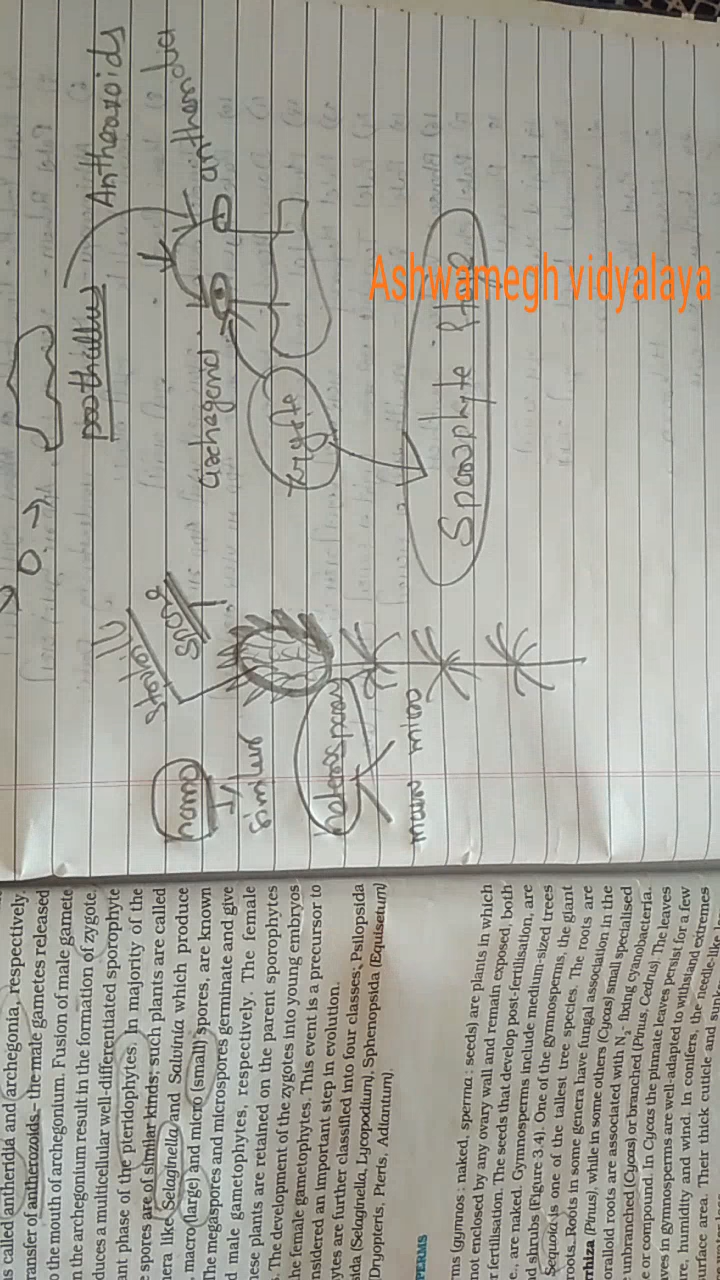 Antherozoids
prothallus
antheridia
archegonia
zygote
Sporophyte stage
O →
strobili
spore
homo
similar
heterospory
macro micro
Ashwamegh vidyalaya
s called antheridia and archegonia, respectively.
ransfer of antherozoids – the male gametes released
o the mouth of archegonium. Fusion of male gamete
n the archegonium result in the formation of zygote.
duces a multicellular well-differentiated sporophyte
ant phase of the pteridophytes. In majority of the
e spores are of similar kinds; such plants are called
era like Selaginella and Salvinia which produce
macro (large) and micro (small) spores, are known
The megaspores and microspores germinate and give
d male gametophytes, respectively. The female
ese plants are retained on the parent sporophytes
. The development of the zygotes into young embryos
he female gametophytes. This event is a precursor to
nsidered an important step in evolution.
ytes are further classified into four classes: Psilopsida
sida (Selaginella, Lycopodium), Sphenopsida (Equisetum)
(Dryopteris, Pteris, Adiantum).
PERMS
rms (gymnos : naked, sperma : seeds) are plants in which
not enclosed by any ovary wall and remain exposed, both
r fertilisation. The seeds that develop post-fertilisation, are
., are naked. Gymnosperms include medium-sized trees
d shrubs (Figure 3.4). One of the gymnosperms, the giant
Sequoia is one of the tallest tree species. The roots are
roots. Roots in some genera have fungal association in the
rhiza (Pinus), while in some others (Cycas) small specialised
oralloid roots are associated with N2- fixing cyanobacteria.
unbranched (Cycas) or branched (Pinus, Cedrus). The leaves
e or compound. In Cycas the pinnate leaves persist for a few
ves in gymnosperms are well-adapted to withstand extremes
re, humidity and wind. In conifers, the needle-like
urface area. Their thick cuticle and